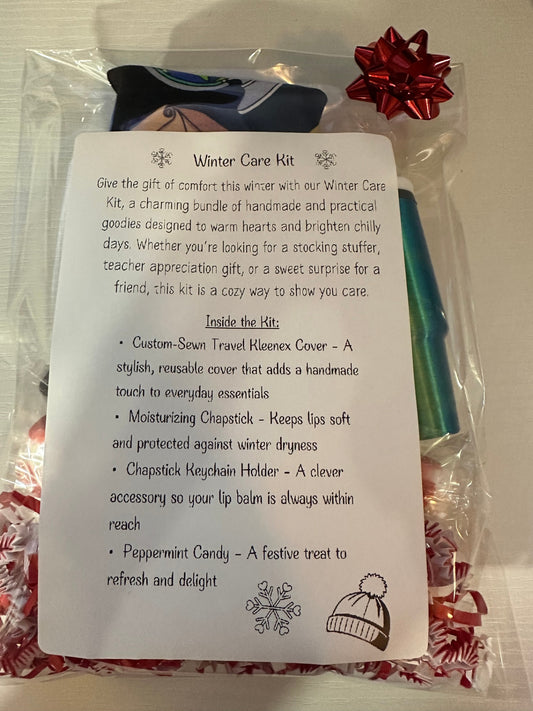 Winter Care Kit
Give the gift of comfort this winter with our Winter Care
Kit, a charming bundle of handmade and practical
goodies designed to warm hearts and brighten chilly
days. Whether you're looking for a stocking stuffer,
teacher appreciation gift, or a sweet surprise for a
friend, this kit is a cozy way to show you care.
Inside the Kit:
• Custom-Sewn Travel Kleenex Cover – A
stylish, reusable cover that adds a handmade
touch to everyday essentials
• Moisturizing Chapstick – Keeps lips soft
and protected against winter dryness
• Chapstick Keychain Holder – A clever
accessory so your lip balm is always within
reach
• Peppermint Candy – A festive treat to
refresh and delight